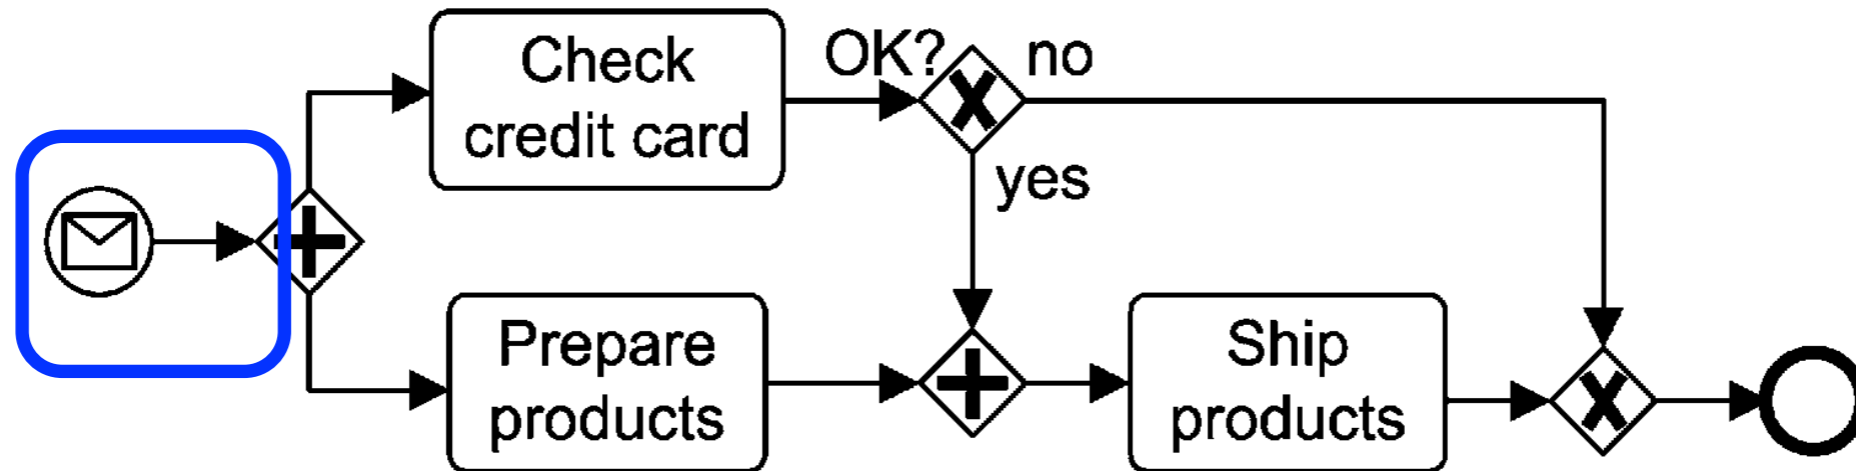 Check
credit card
OK?
no
yes
Prepare
products
Ship
products